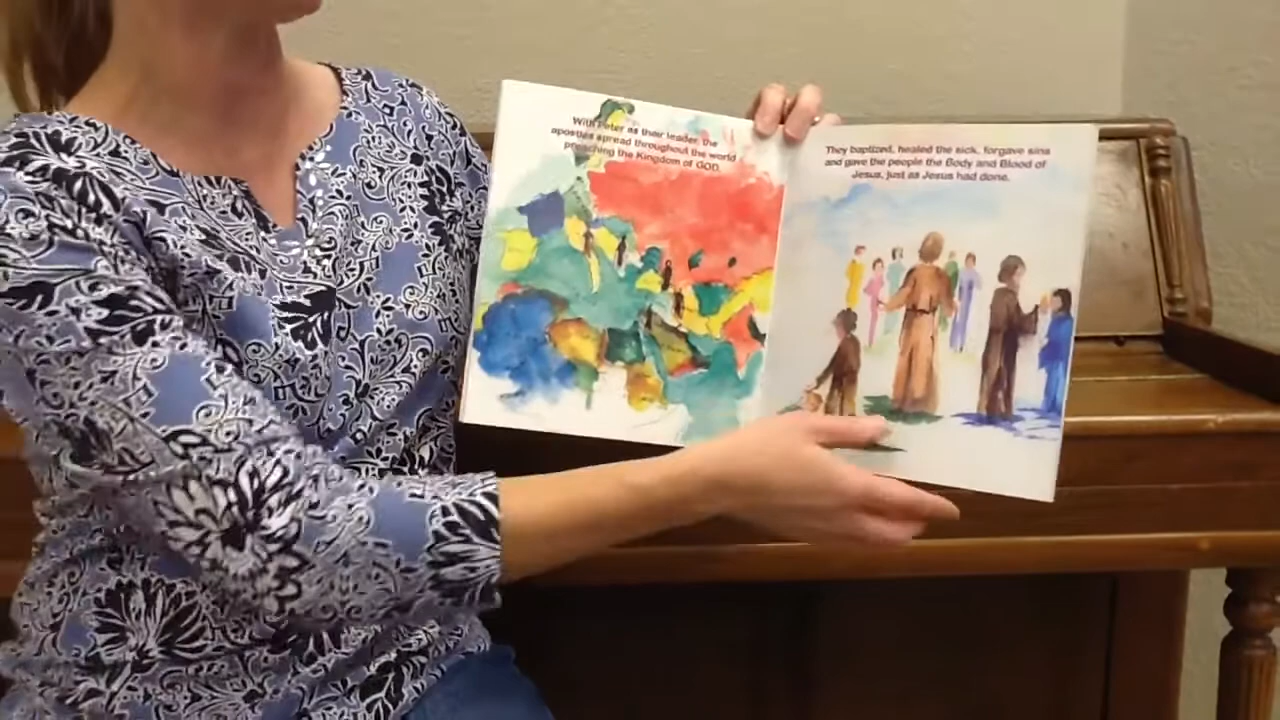 With Peter as their leader, the
apostles spread throughout the world
preaching the Kingdom of GOD.
They baptized, healed the sick, forgave sins
and gave the people the Body and Blood of
Jesus, just as Jesus had done.